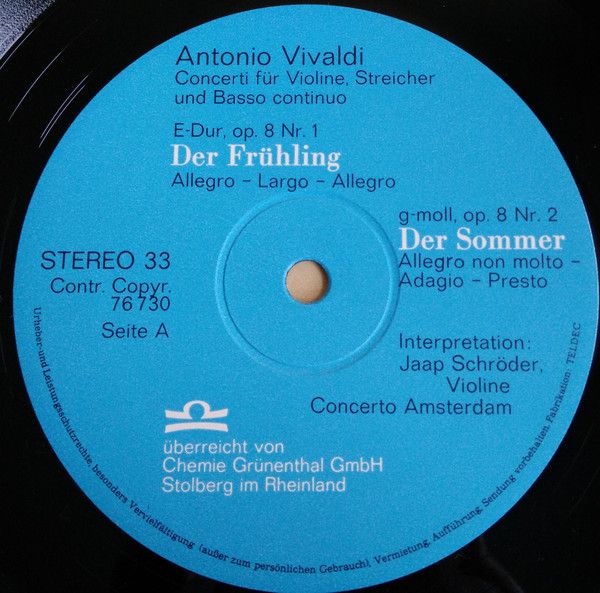 Antonio Vivaldi
Concerti für Violine, Streicher
und Basso continuo
E-Dur, op. 8 Nr. 1
Der Frühling
Allegro – Largo – Allegro
g-moll, op. 8 Nr. 2
Der Sommer
Allegro non molto –
Adagio – Presto
STEREO 33
Contr. Copyr.
76 730
Seite A
Interpretation:
Jaap Schröder,
Violine
Concerto Amsterdam
überreicht von
Chemie Grünenthal GmbH
Stolberg im Rheinland
Urheber- und Leistungsschutzrechte, besonders Vervielfältigung (außer zum persönlichen Gebrauch), Vermietung, Aufführung, Sendung vorbehalten. Fabrikation: TELDEC